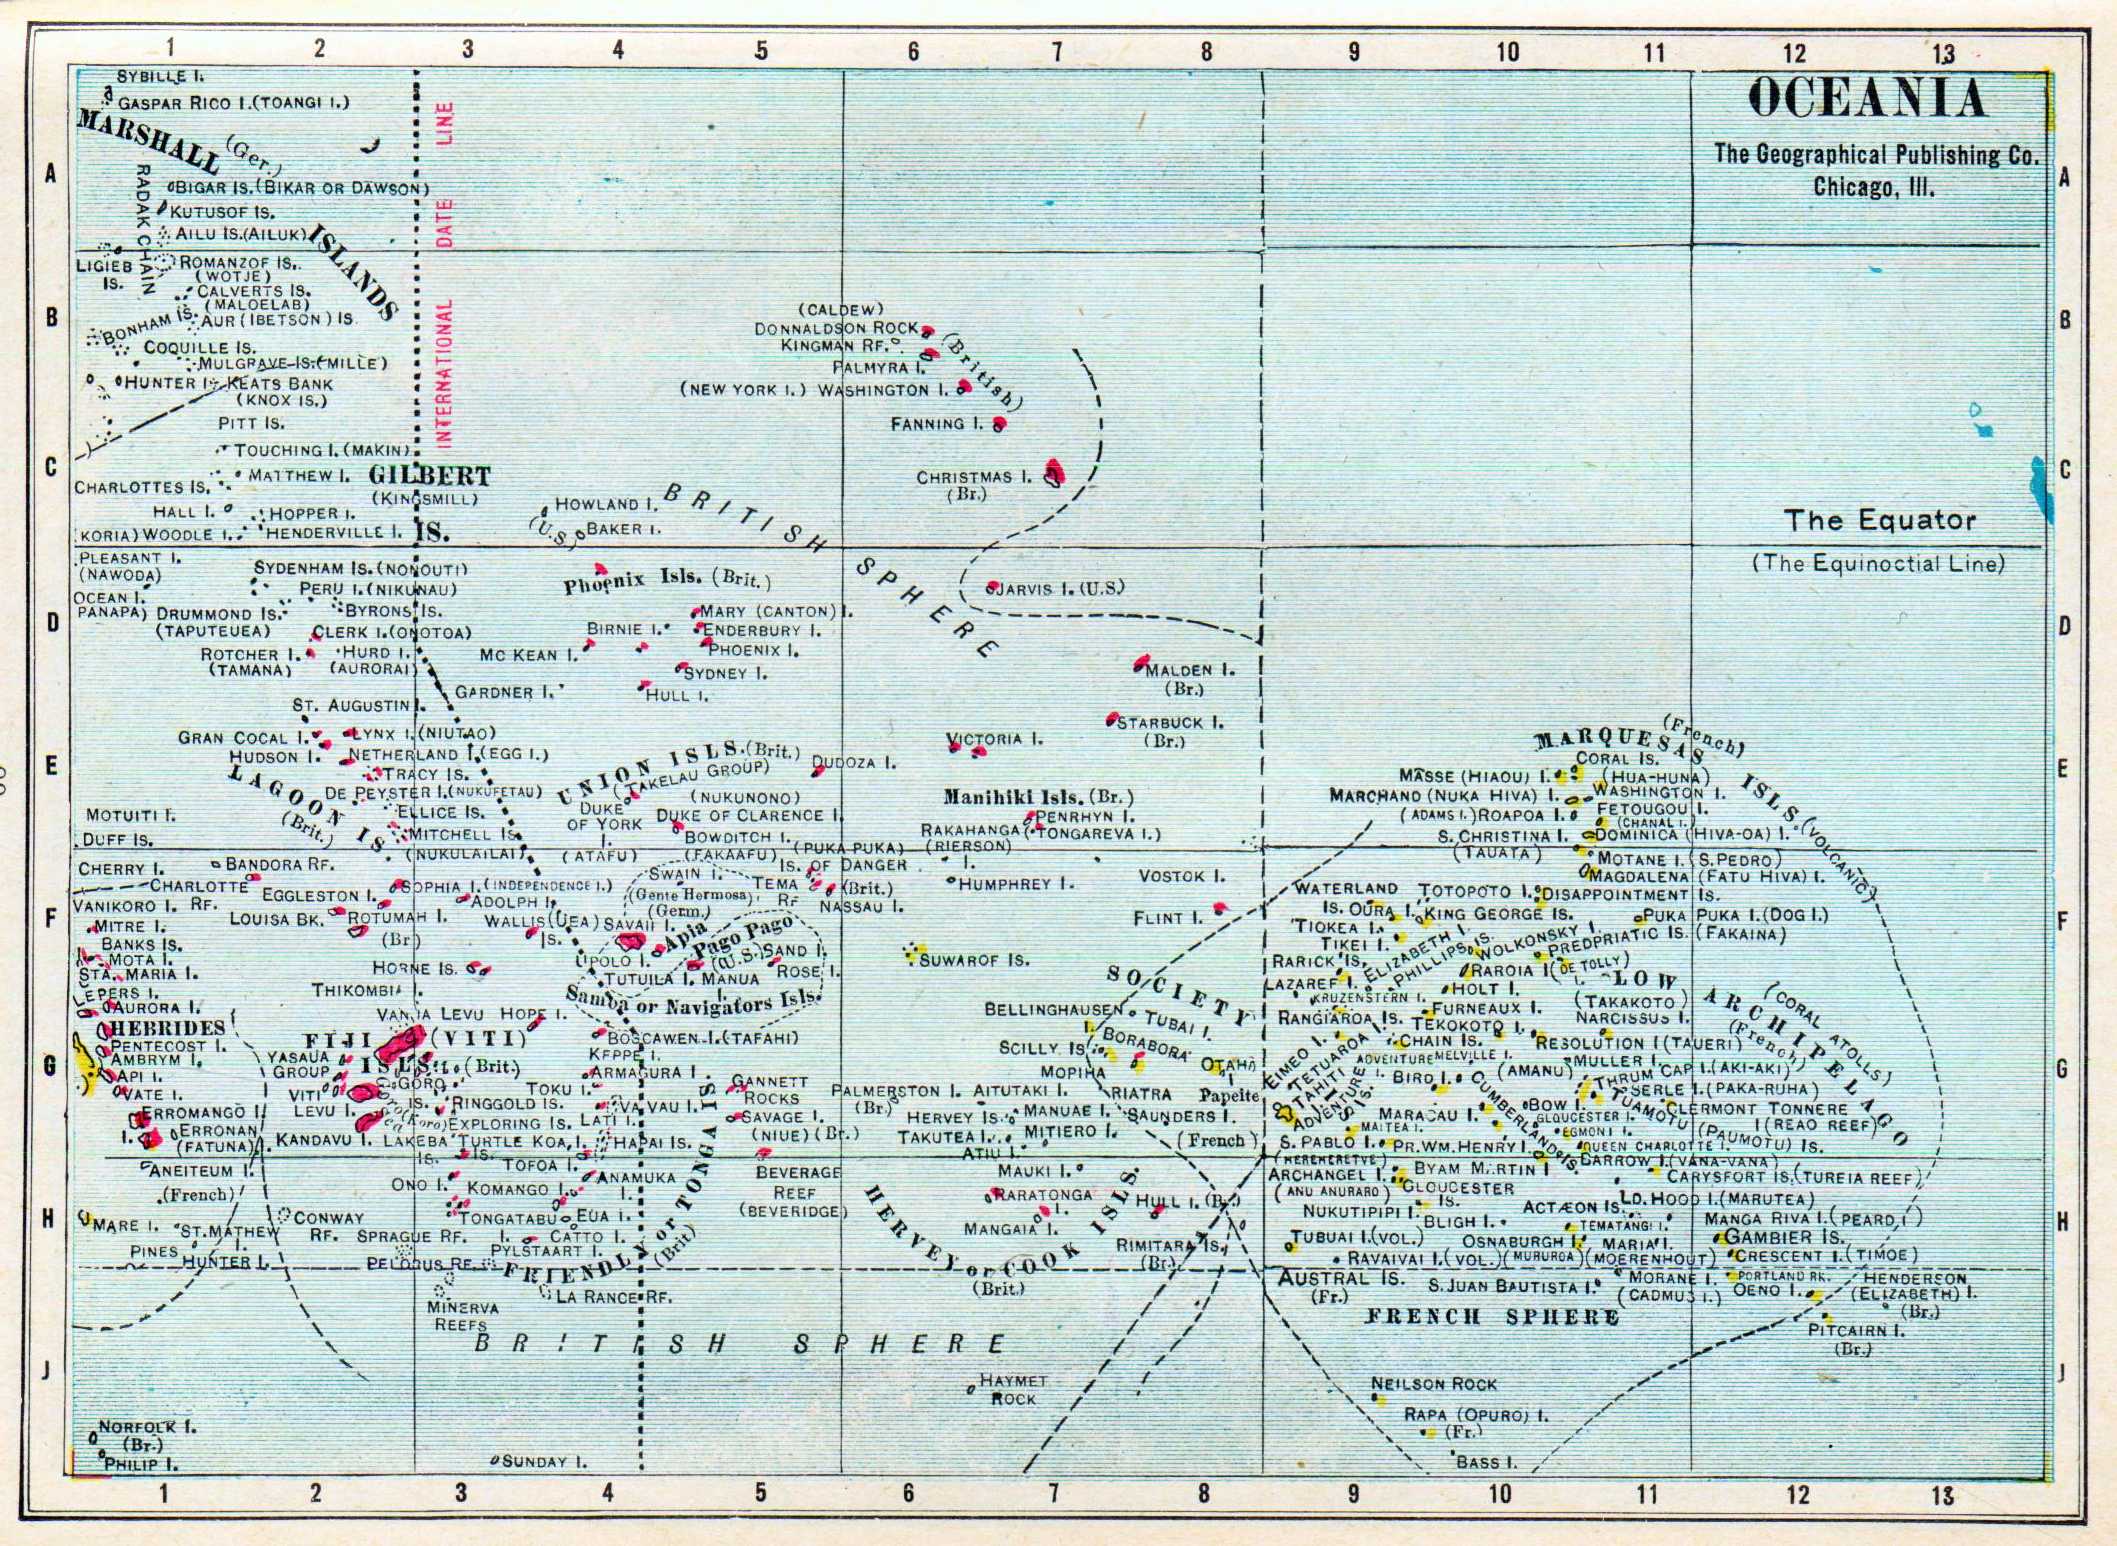 1 2 3 4 5 6 7 8 9 10 11 12 13
OCEANIA
The Geographical Publishing Co.
Chicago, Ill.
A
B
C
D
E
F
G
H
J
SYBILLE I.
GASPAR RICO I.(TOANGI I.)
MARSHALL
(Ger.)
ISLANDS
RADAK CHAIN
BIGAR IS.(BIKAR OR DAWSON)
KUTUSOF IS.
AILU IS.(AILUK)
LIGIEB
IS.
ROMANZOF IS.
(WOTJE)
CALVERTS IS.
(MALOELAB)
BONHAM IS.
AUR (IBETSON) IS.
COQUILLE IS.
MULGRAVE IS.(MILLE)
HUNTER I.
KEATS BANK
(KNOX IS.)
PITT IS.
TOUCHING I.(MAKIN)
MATTHEW I.
GILBERT
(KINGSMILL)
IS.
CHARLOTTES IS.
HALL I.
HOPPER I.
KORIA) WOODLE I.
HENDERVILLE I.
INTERNATIONAL DATE LINE
(CALDEW)
DONNALDSON ROCK
KINGMAN RF.
PALMYRA I.
(British)
(NEW YORK I.) WASHINGTON I.
FANNING I.
CHRISTMAS I.
(Br.)
HOWLAND I.
(U.S.)
BAKER I.
BRITISH SPHERE
The Equator
(The Equinoctial Line)
PLEASANT I.
(NAWODA)
OCEAN I.
PANAPA)
SYDENHAM IS.(NONOUTI)
PERU I.(NIKUNAU)
DRUMMOND IS.
(TAPUTEUEA)
BYRONS IS.
CLERK I.(ONOTOA)
ROTCHER I.
(TAMANA)
HURD I.
(AURORAI)
Phoenix Isls. (Brit.)
MARY (CANTON) I.
BIRNIE I.
ENDERBURY I.
MC KEAN I.
PHOENIX I.
SYDNEY I.
GARDNER I.
HULL I.
JARVIS I.(U.S.)
MALDEN I.
(Br.)
STARBUCK I.
(Br.)
VICTORIA I.
ST. AUGUSTIN I.
GRAN COCAL I.
LYNX I.(NIUTAO)
HUDSON I.
NETHERLAND I.(EGG I.)
TRACY IS.
DE PEYSTER I.(NUKUFETAU)
LAGOON IS.
(Brit.)
ELLICE IS.
MITCHELL IS.
(NUKULAILAI)
MOTUITI I.
DUFF IS.
UNION ISLS.(Brit.)
(TAKELAU GROUP)
DUDOZA I.
DUKE
OF YORK
I.
(ATAFU)
(NUKUNONO)
DUKE OF CLARENCE I.
BOWDITCH I.
(FAKAAFU)
Manihiki Isls.(Br.)
PENRHYN I.
RAKAHANGA (TONGAREVA I.)
(RIERSON)
I.
HUMPHREY I.
(PUKA PUKA)
IS. OF DANGER
(Brit.)
NASSAU I.
TEMA
RF
VOSTOK I.
FLINT I.
SUWAROF IS.
CHERRY I.
BANDORA RF.
CHARLOTTE
RF.
VANIKORO I.
EGGLESTON I.
LOUISA BK.
SOPHIA I.(INDEPENDENCE I.)
ADOLPH I.
ROTUMAH I.
(Br)
WALLIS (UEA)
IS.
HORNE IS.
SWAIN I.
(Gente Hermosa)
(Germ.)
SAVAII I.
Apia
Pago Pago
(U.S.)
UPOLO I.
TUTUILA I.
MANUA
I.
SAND I.
ROSE I.
Samoa or Navigators Isls.
MITRE I.
BANKS IS.
MOTA I.
STA. MARIA I.
LEPERS I.
AURORA I.
HEBRIDES
PENTECOST I.
AMBRYM I.
API I.
VATE I.
ERROMANGO I.
I.
ERRONAN
(FATUNA)
ANEITEUM I.
(French)
THIKOMBIA I.
VANUA LEVU
HOPE I.
FIJI (VITI)
ISLS. (Brit.)
YASAUA
GROUP
GORO
IS.
VITI
LEVU I.
KANDAVU I.
RINGGOLD IS.
EXPLORING IS.
LAKEBA
IS.
TURTLE
IS.
KOA I.
ONO I.
BOSCAWEN I.(TAFAHI)
KEPPE I.
ARMAGURA I.
TOKU I.
VAVAU I.
LATI I.
HAPAI IS.
TOFOA I.
ANAMUKA
I.
KOMANGO I.
TONGATABU
I.
EUA I.
CATTO I.
PYLSTAART I.
FRIENDLY or TONGA IS.
(Brit)
GANNETT
ROCKS
SAVAGE I.
(NIUE)(Br.)
BEVERAGE
REEF
(BEVERIDGE)
PALMERSTON I.
(Br.)
AITUTAKI I.
HERVEY IS.
MANUAE I.
TAKUTEA I.
MITIERO I.
ATIU I.
MAUKI I.
RARATONGA
I.
MANGAIA I.
HERVEY or COOK ISLS.
(Brit.)
HULL I. (Br.)
RIMITARA IS.
(Br.)
SOCIETY ISLS.
BELLINGHAUSEN
TUBAI I.
SCILLY IS.
BORABORA
MOPIHA
OTAHA
RIATRA
Papeite
SAUNDERS I.
(French)
EIMEO I.
TETUAROA I.
TAHITI
ADVENTURE
MARE I.
ST.MATHEW
I.
PINES
HUNTER I.
CONWAY
RF.
SPRAGUE RF.
PELORUS RF.
MINERVA
REEFS
LA RANCE RF.
BRITISH SPHERE
HAYMET
ROCK
NORFOLK I.
(Br.)
PHILIP I.
SUNDAY I.
MARQUESAS ISLS.
(French)
(VOLCANIC)
CORAL IS.
MASSE (HIAOU) I.
(HUA-HUNA)
WASHINGTON I.
MARCHAND (NUKA HIVA) I.
FETOUGOU I.
(CHANAL I.)
(ADAMS I.) ROAPOA I.
S. CHRISTINA I.
(TAUATA)
DOMINICA (HIVA-OA) I.
MOTANE I.(S.PEDRO)
MAGDALENA (FATU HIVA) I.
WATERLAND
IS.
TOTOPOTO I.
DISAPPOINTMENT IS.
OURA I.
KING GEORGE IS.
PUKA PUKA I.(DOG I.)
TIOKEA I.
TIKEI I.
ELIZABETH I.
PHILLIPS IS.
WOLKONSKY I.
PREDPRIATIC IS.
(FAKAINA)
RARICK IS.
LAZAREF I.
RAROIA I.(DE TOLLY)
I.
KRUZENSTERN I.
HOLT I.
LOW ARCHIPELAGO
(CORAL ATOLLS)
(French)
RANGIAROA IS.
FURNEAUX I.
(TAKAKOTO)
TEKOKOTO I.
NARCISSUS I.
CHAIN IS.
RESOLUTION I (TAUERI)
ADVENTURE
MELVILLE I.
(AMANU)
MULLER I.
BIRD I.
THRUM CAP I.(AKI-AKI)
SERLE I.(PAKA-RUHA)
CUMBERLAND IS.
BOW I.
GLOUCESTER I.
TUAMOTU (PAUMOTU) IS.
CLERMONT TONNERE
I (REAO REEF)
MARACAU I.
MAITEA I.
EGMONT I.
S. PABLO I.
(HEREHERETVE)
PR.WM.HENRY I.
QUEEN CHARLOTTE I.
BARROW I.(VANA-VANA)
ARCHANGEL I.
(ANU ANURARO)
BYAM MARTIN I.
CARYSFORT IS.(TUREIA REEF)
GLOUCESTER
IS.
NUKUTIPIPI I.
BLIGH I.
ACTÆON IS.
LD. HOOD I.(MARUTEA)
TEMATANGI I.
MANGA RIVA I.(PEARD I)
TUBUAI I.(VOL.)
OSNABURGH I.
MARIA I.
GAMBIER IS.
RAVAIVAI I.(VOL.)
(MURUROA)
(MOERENHOUT)
CRESCENT I.(TIMOE)
AUSTRAL IS.
(Fr.)
S.JUAN BAUTISTA I.
MORANE I.
(CADMUS I.)
PORTLAND RK.
OENO I.
HENDERSON
(ELIZABETH) I.
(Br.)
FRENCH SPHERE
PITCAIRN I.
(Br.)
NEILSON ROCK
RAPA (OPURO) I.
(Fr.)
BASS I.
A
B
C
D
E
F
G
H
J
1 2 3 4 5 6 7 8 9 10 11 12 13